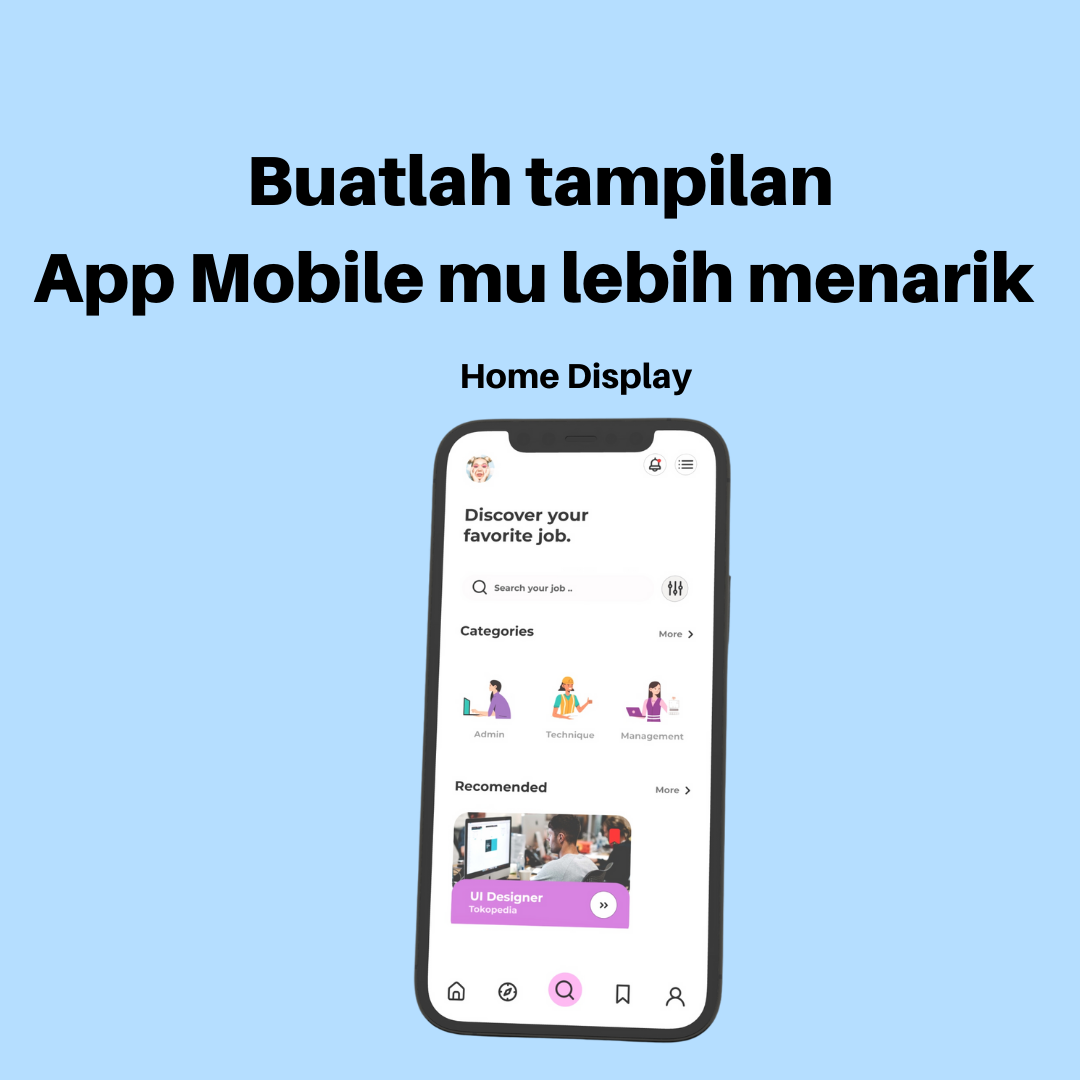 Buatlah tampilan
App Mobile mu lebih menarik
Home Display
Discover your
favorite job.
Search your job ..
Categories
More
Admin
Technique
Management
Recomended
More
UI Designer
Tokopedia